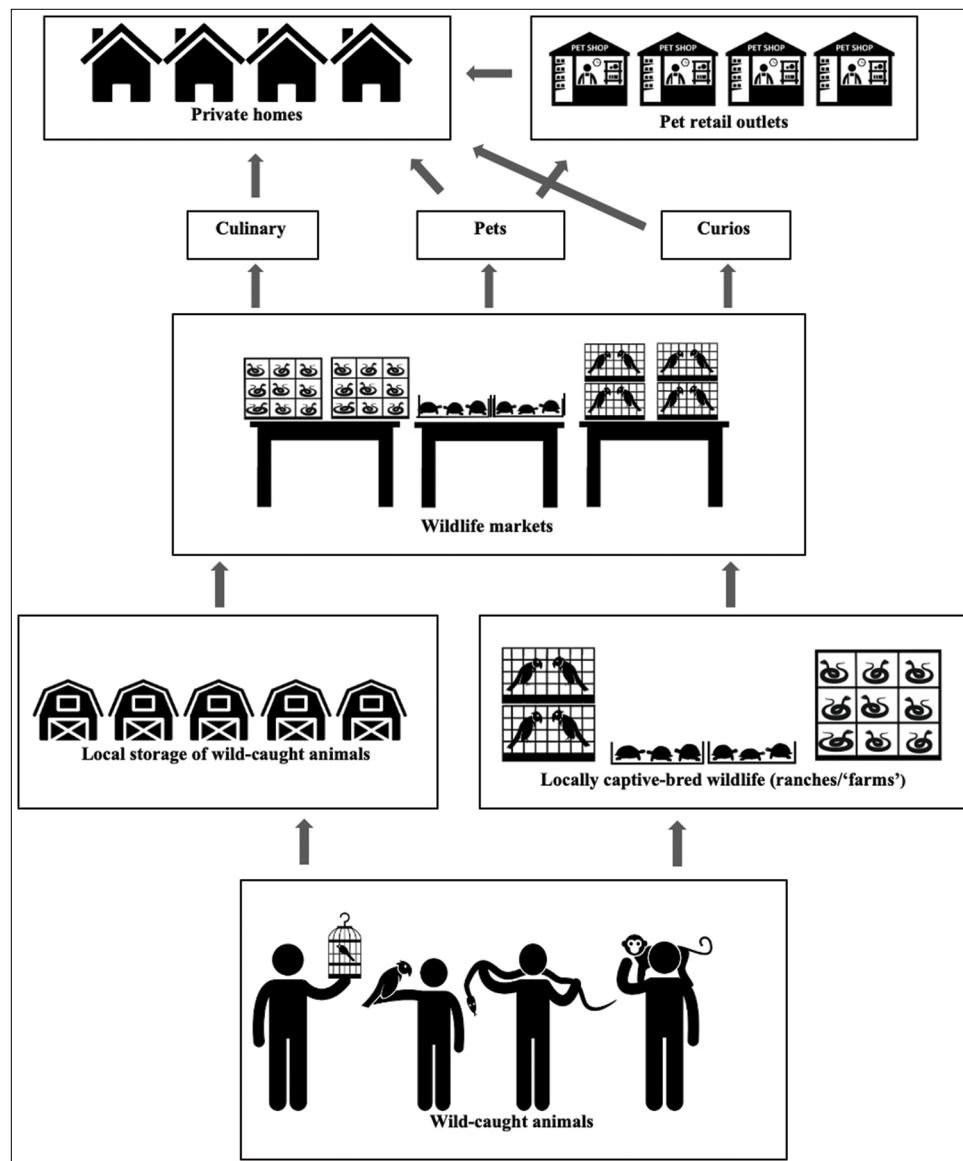 PET SHOP PET SHOP PET SHOP PET SHOP
Private homes
Pet retail outlets
Culinary
Pets
Curios
Wildlife markets
Local storage of wild-caught animals
Locally captive-bred wildlife (ranches/‘farms’)
Wild-caught animals